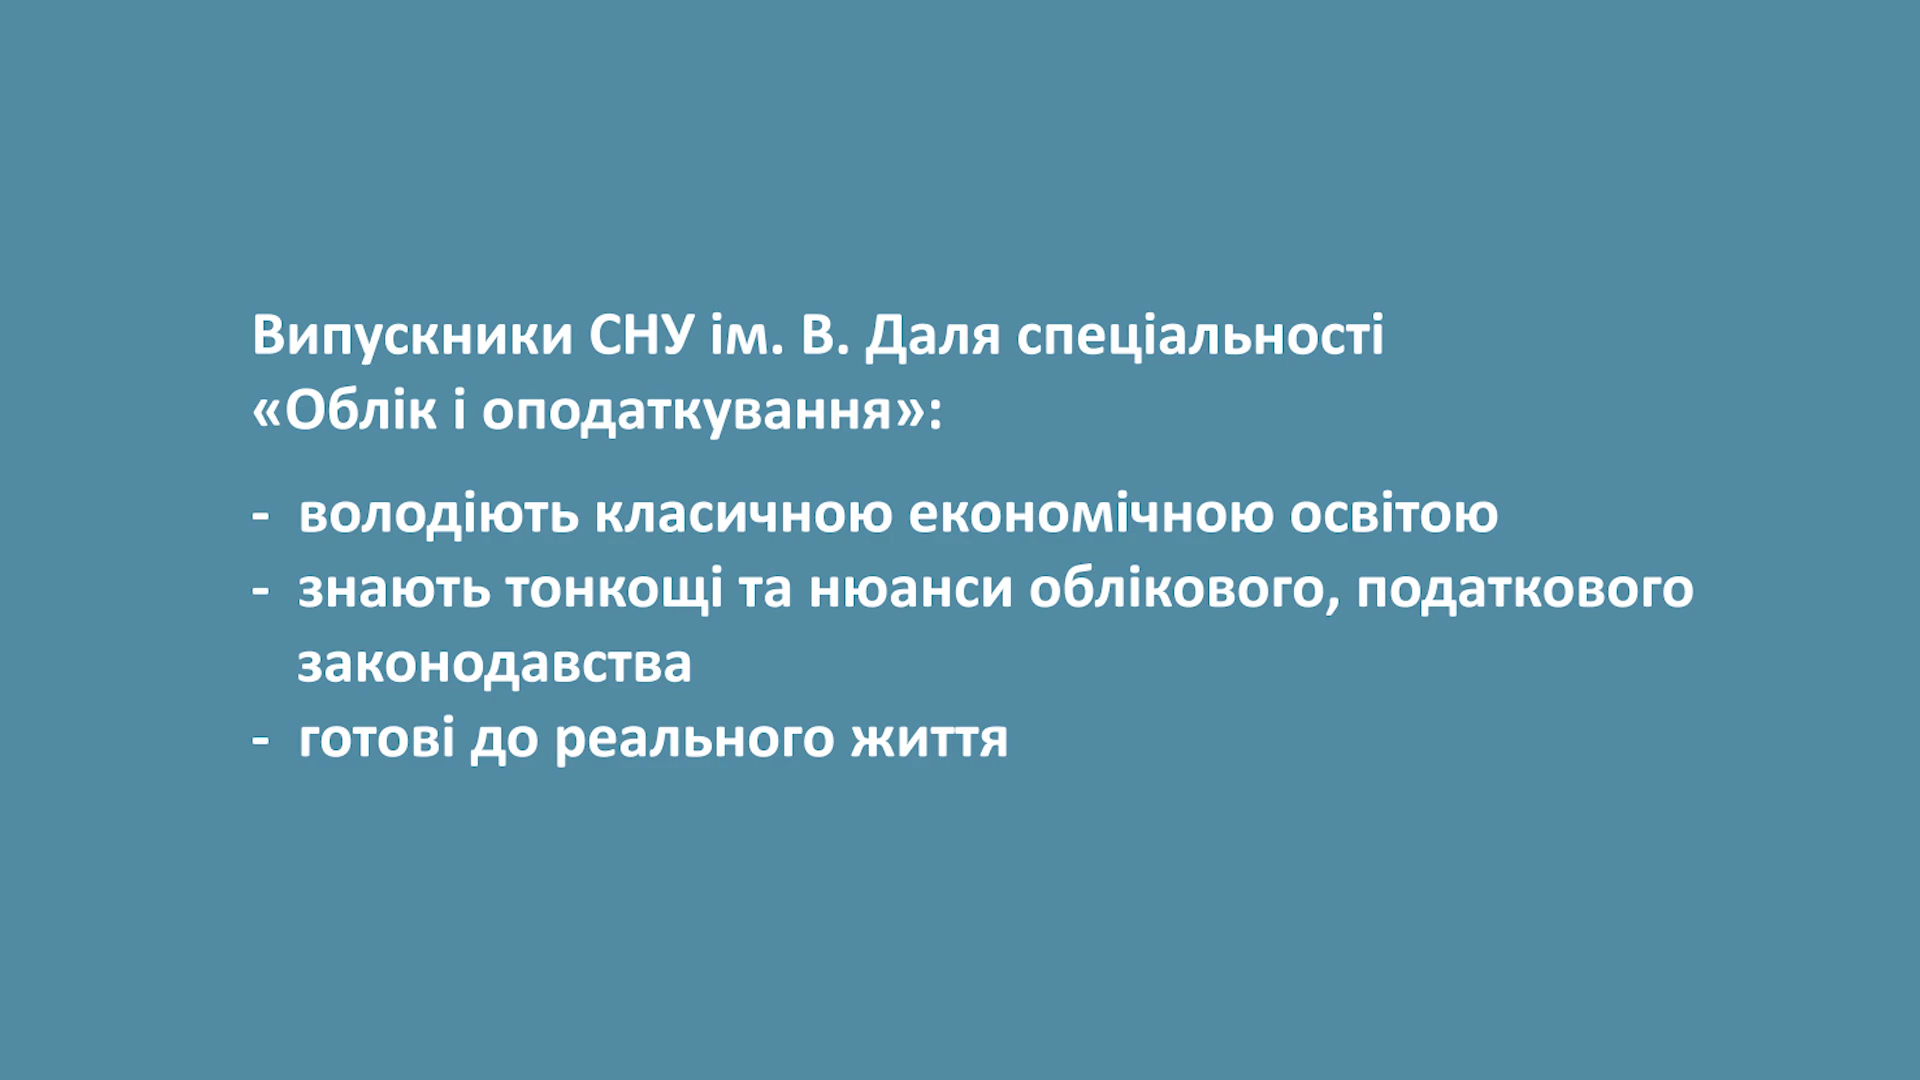 Випускники СНУ ім. В. Даля спеціальності
«Облік і оподаткування»:
- володіють класичною економічною освітою
- знають тонкощі та нюанси облікового, податкового
законодавства
- готові до реального життя